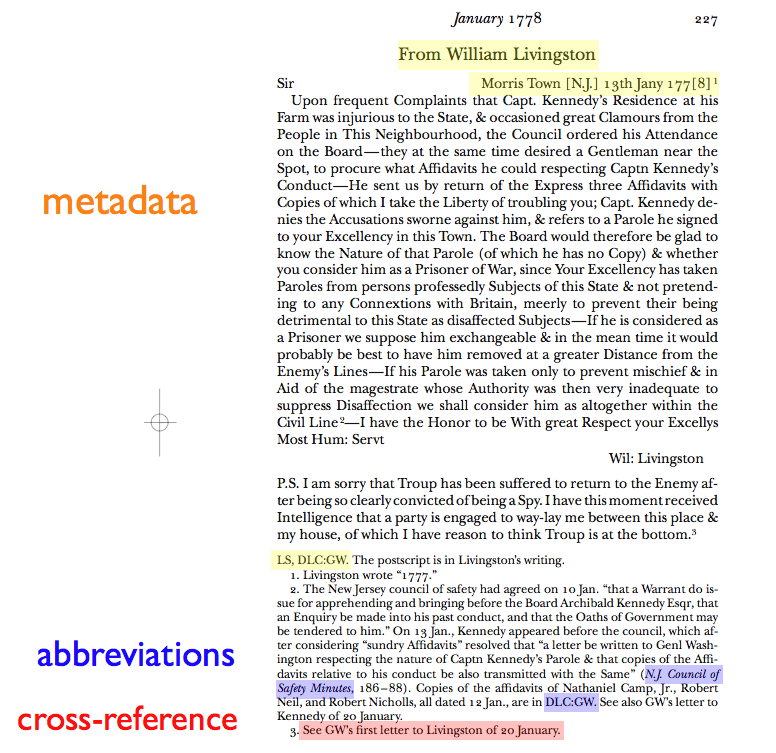 January 1778 227
From William Livingston
Sir Morris Town [N.J.] 13th Jany 177[8]¹
Upon frequent Complaints that Capt. Kennedy's Residence at his
Farm was injurious to the State, & occasioned great Clamours from the
People in This Neighbourhood, the Council ordered his Attendance
on the Board—they at the same time desired a Gentleman near the
Spot, to procure what Affidavits he could respecting Captn Kennedy's
Conduct—He sent us by return of the Express three Affidavits with
Copies of which I take the Liberty of troubling you; Capt. Kennedy de-
nies the Accusations sworne against him, & refers to a Parole he signed
to your Excellency in this Town. The Board would therefore be glad to
know the Nature of that Parole (of which he has no Copy) & whether
you consider him as a Prisoner of War, since Your Excellency has taken
Paroles from persons professedly Subjects of this State & not pretend-
ing to any Connextions with Britain, meerly to prevent their being
detrimental to this State as disaffected Subjects—If he is considered as
a Prisoner we suppose him exchangeable & in the mean time it would
probably be best to have him removed at a greater Distance from the
Enemy's Lines—If his Parole was taken only to prevent mischief & in
Aid of the magestrate whose Authority was then very inadequate to
suppress Disaffection we shall consider him as altogether within the
Civil Line²—I have the Honor to be With great Respect your Excellys
Most Hum: Servt
Wil: Livingston
P.S. I am sorry that Troup has been suffered to return to the Enemy af-
ter being so clearly convicted of being a Spy. I have this moment received
Intelligence that a party is engaged to way-lay me between this place &
my house, of which I have reason to think Troup is at the bottom.³
LS, DLC:GW. The postscript is in Livingston's writing.
1. Livingston wrote "1777."
2. The New Jersey council of safety had agreed on 10 Jan. "that a Warrant do is-
sue for apprehending and bringing before the Board Archibald Kennedy Esqr, that
an Enquiry be made into his past conduct, and that the Oaths of Government may
be tendered to him." On 13 Jan., Kennedy appeared before the council, which af-
ter considering "sundry Affidavits" resolved that "a letter be written to Genl Wash-
ington respecting the nature of Captn Kennedy's Parole & that copies of the Affi-
davits relative to his conduct be also transmitted with the Same" (N.J. Council of
Safety Minutes, 186–88). Copies of the affidavits of Nathaniel Camp, Jr., Robert
Neil, and Robert Nicholls, all dated 12 Jan., are in DLC:GW. See also GW's letter to
Kennedy of 20 January.
3. See GW's first letter to Livingston of 20 January.
metadata
abbreviations
cross-reference